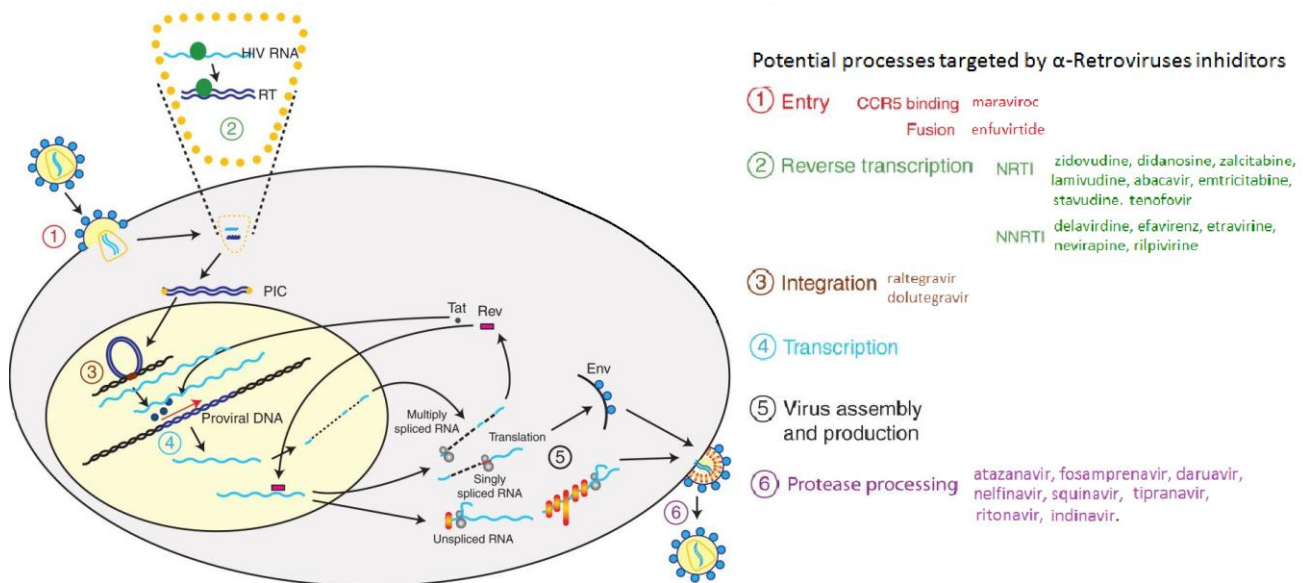 HIV RNA
RT
②
①
PIC
Tat
Rev
③
Proviral DNA
④
Env
Multiply
spliced RNA
Translation
⑤
Singly
spliced RNA
Unspliced RNA
⑥
Potential processes targeted by α-Retroviruses inhiditors
① Entry CCR5 binding maraviroc
Fusion enfuvirtide
② Reverse transcription NRTI zidovudine, didanosine, zalcitabine,
lamivudine, abacavir, emtricitabine,
stavudine. tenofovir
NNRTI delavirdine, efavirenz, etravirine,
nevirapine, rilpivirine
③ Integration raltegravir
dolutegravir
④ Transcription
⑤ Virus assembly
and production
⑥ Protease processing atazanavir, fosamprenavir, daruavir,
nelfinavir, squinavir, tipranavir,
ritonavir, indinavir.